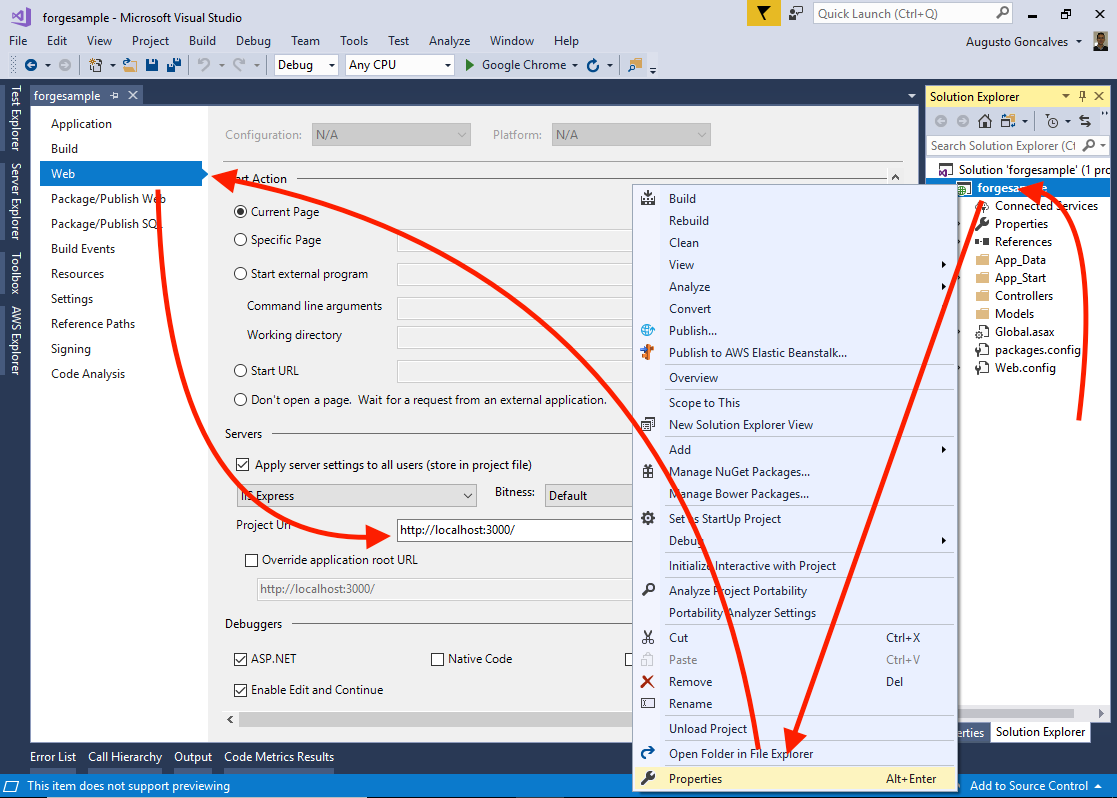 forgesample - Microsoft Visual Studio
Quick Launch (Ctrl+Q)
File Edit View Project Build Debug Team Tools Test Analyze Window Help
Augusto Goncalves
Debug Any CPU Google Chrome
Test Explorer
Server Explorer
Toolbox
AWS Explorer
forgesample
Application
Build
Web
Package/Publish Web
Package/Publish SQL
Build Events
Resources
Settings
Reference Paths
Signing
Code Analysis
Configuration: N/A Platform: N/A
Action
Current Page
Specific Page
Start external program
Command line arguments
Working directory
Start URL
Don't open a page. Wait for a request from an external application.
Servers
Apply server settings to all users (store in project file)
IIS Express Bitness: Default
Project Url http://localhost:3000/
Override application root URL
http://localhost:3000/
Debuggers
ASP.NET Native Code
Enable Edit and Continue
Build
Rebuild
Clean
View
Analyze
Convert
Publish...
Publish to AWS Elastic Beanstalk...
Overview
Scope to This
New Solution Explorer View
Add
Manage NuGet Packages...
Manage Bower Packages...
Set as StartUp Project
Debug
Initialize Interactive with Project
Analyze Project Portability
Portability Analyzer Settings
Cut Ctrl+X
Paste Ctrl+V
Remove Del
Rename
Unload Project
Open Folder in File Explorer
Properties Alt+Enter
Solution Explorer
Search Solution Explorer (Ct
Solution 'forgesample' (1 pro
forgesample
Connected Services
Properties
References
App_Data
App_Start
Controllers
Models
Global.asax
packages.config
Web.config
erties Solution Explorer
Error List Call Hierarchy Output Code Metrics Results
This item does not support previewing
Add to Source Control